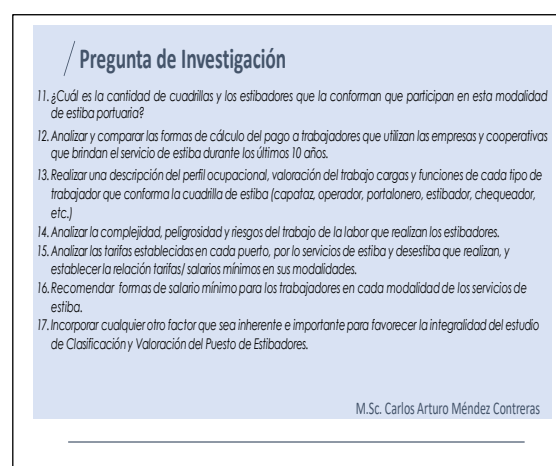 Pregunta de Investigación
11. ¿Cuál es la cantidad de cuadrillas y los estibadores que la conforman que participan en esta modalidad
de estiba portuaria?
12. Analizar y comparar las formas de cálculo del pago a trabajadores que utilizan las empresas y cooperativas
que brindan el servicio de estiba durante los últimos 10 años.
13. Realizar una descripción del perfil ocupacional, valoración del trabajo cargas y funciones de cada tipo de
trabajador que conforma la cuadrilla de estiba (capataz, operador, portalonero, estibador, chequeador,
etc.)
14. Analizar la complejidad, peligrosidad y riesgos del trabajo de la labor que realizan los estibadores.
15. Analizar las tarifas establecidas en cada puerto, por lo servicios de estiba y desestiba que realizan, y
establecer la relación tarifas/ salarios mínimos en sus modalidades.
16. Recomendar formas de salario mínimo para los trabajadores en cada modalidad de los servicios de
estiba.
17. Incorporar cualquier otro factor que sea inherente e importante para favorecer la integralidad del estudio
de Clasificación y Valoración del Puesto de Estibadores.
M.Sc. Carlos Arturo Méndez Contreras